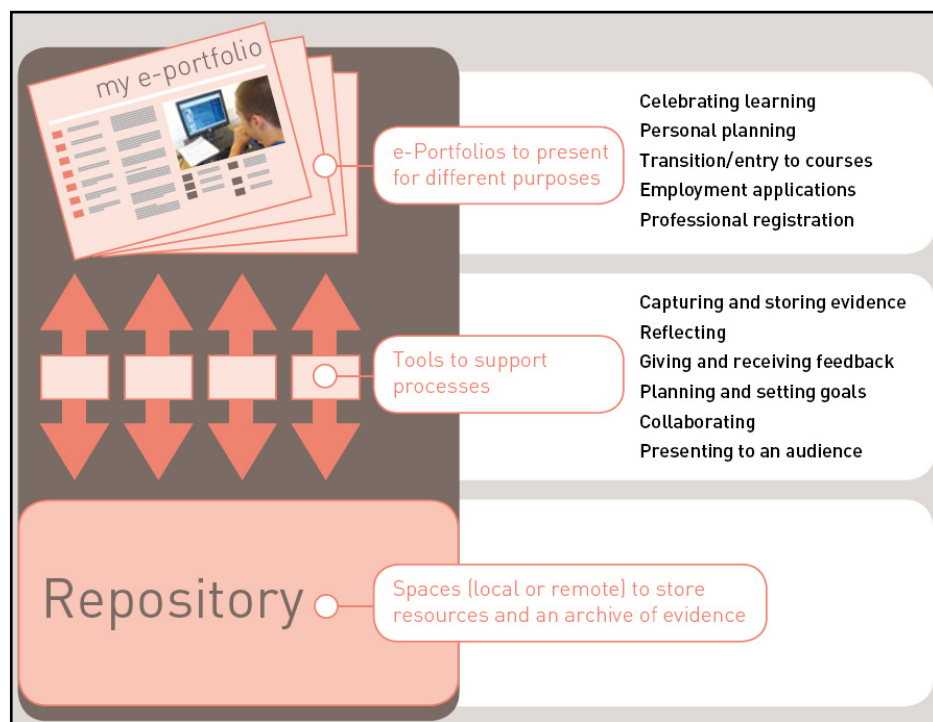 my e-portfolio
e-Portfolios to present
for different purposes
Celebrating learning
Personal planning
Transition/entry to courses
Employment applications
Professional registration
Tools to support
processes
Capturing and storing evidence
Reflecting
Giving and receiving feedback
Planning and setting goals
Collaborating
Presenting to an audience
Repository
Spaces (local or remote) to store
resources and an archive of evidence